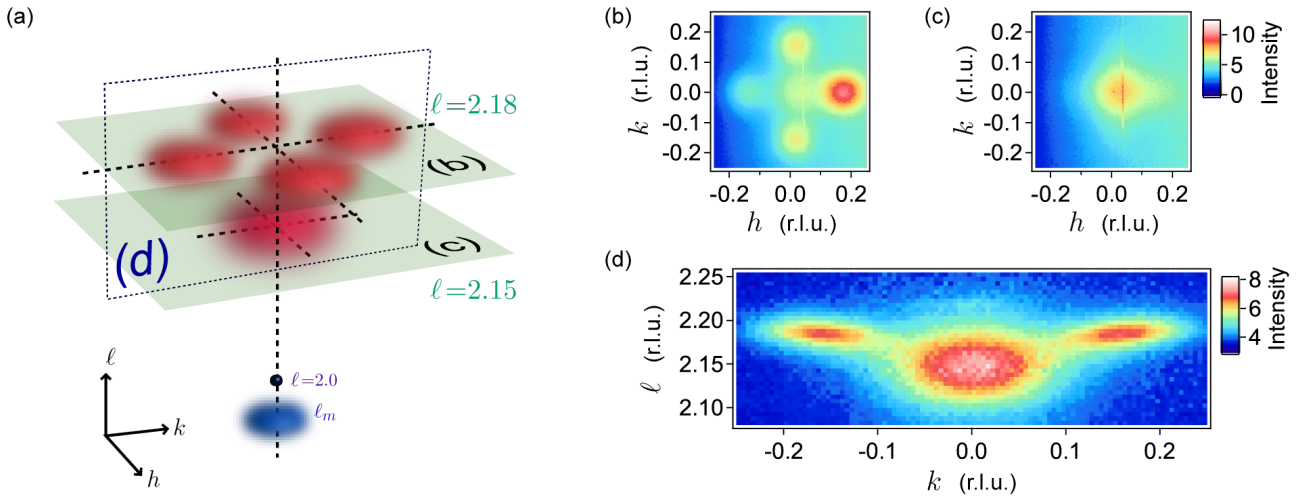 (a)
ℓ=2.18
(b)
(c)
(d)
ℓ=2.15
ℓ=2.0
ℓm
ℓ
k
h
(b)
0.2
0.1
0.0
-0.1
-0.2
k (r.l.u.)
-0.2
0.0
0.2
h (r.l.u.)
(c)
0.2
0.1
0.0
-0.1
-0.2
k (r.l.u.)
-0.2
0.0
0.2
h (r.l.u.)
10
5
0
Intensity
(d)
2.25
2.20
2.15
2.10
ℓ (r.l.u.)
-0.2
-0.1
0.0
0.1
0.2
k (r.l.u.)
8
6
4
Intensity